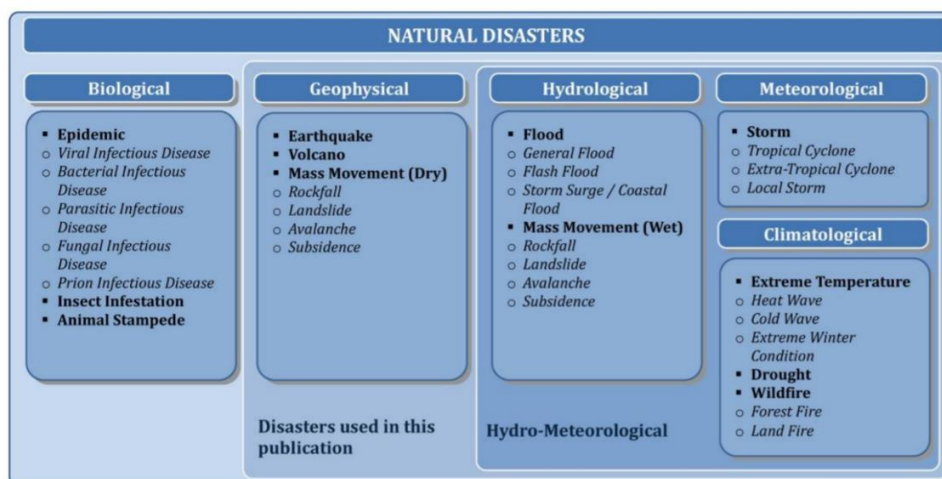 NATURAL DISASTERS
Biological
▪ Epidemic
○ Viral Infectious Disease
○ Bacterial Infectious
Disease
○ Parasitic Infectious
Disease
○ Fungal Infectious
Disease
○ Prion Infectious Disease
▪ Insect Infestation
▪ Animal Stampede
Geophysical
▪ Earthquake
▪ Volcano
▪ Mass Movement (Dry)
○ Rockfall
○ Landslide
○ Avalanche
○ Subsidence
Hydrological
▪ Flood
○ General Flood
○ Flash Flood
○ Storm Surge / Coastal
Flood
▪ Mass Movement (Wet)
○ Rockfall
○ Landslide
○ Avalanche
○ Subsidence
Meteorological
▪ Storm
○ Tropical Cyclone
○ Extra-Tropical Cyclone
○ Local Storm
Climatological
▪ Extreme Temperature
○ Heat Wave
○ Cold Wave
○ Extreme Winter
Condition
▪ Drought
▪ Wildfire
○ Forest Fire
○ Land Fire
Disasters used in this
publication
Hydro-Meteorological